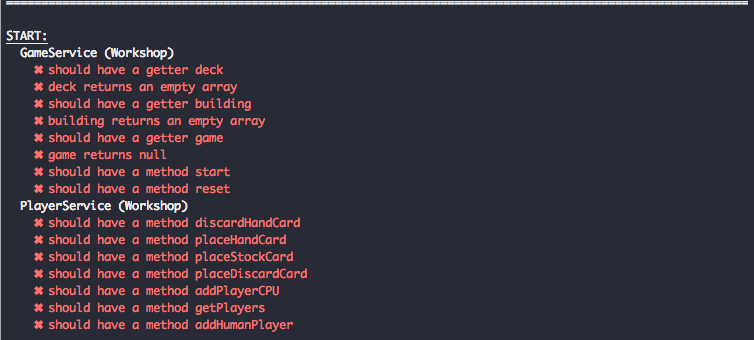 START:
GameService (Workshop)
✖ should have a getter deck
✖ deck returns an empty array
✖ should have a getter building
✖ building returns an empty array
✖ should have a getter game
✖ game returns null
✖ should have a method start
✖ should have a method reset
PlayerService (Workshop)
✖ should have a method discardHandCard
✖ should have a method placeHandCard
✖ should have a method placeStockCard
✖ should have a method placeDiscardCard
✖ should have a method addPlayerCPU
✖ should have a method getPlayers
✖ should have a method addHumanPlayer